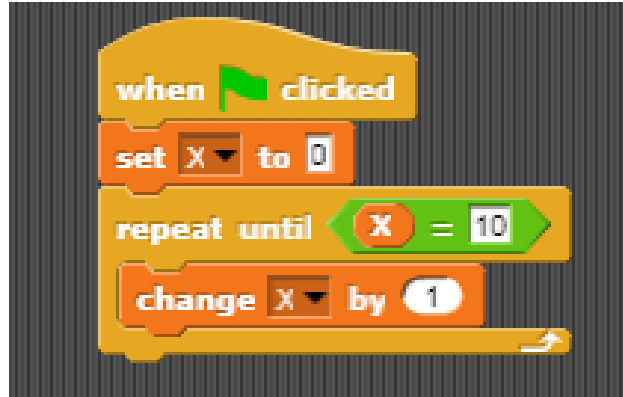 when clicked
set x to 0
repeat until x = 10
change x by 1